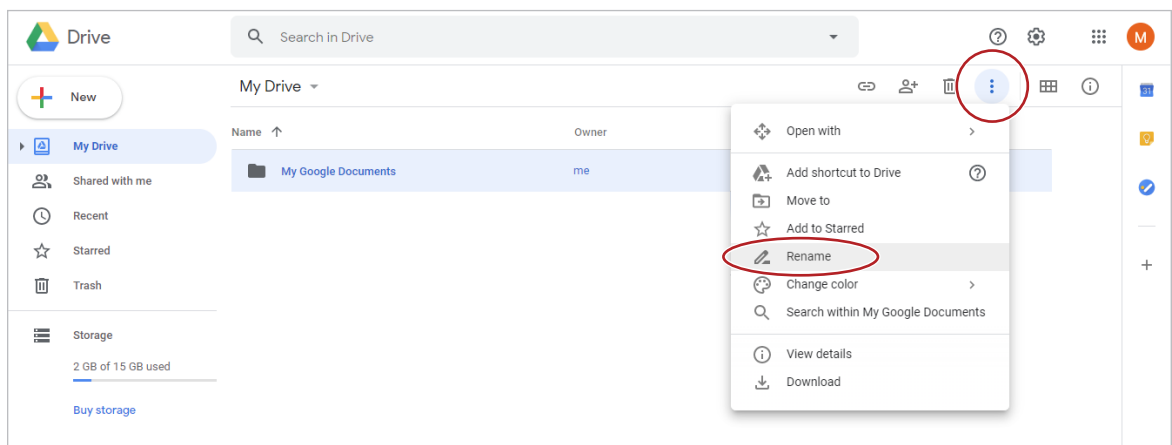 Drive
Search in Drive
M
New
My Drive
31
Name
Owner
Open with
My Drive
My Google Documents
me
Add shortcut to Drive
Shared with me
Move to
Recent
Add to Starred
Starred
Rename
Trash
Change color
Search within My Google Documents
Storage
View details
2 GB of 15 GB used
Download
Buy storage